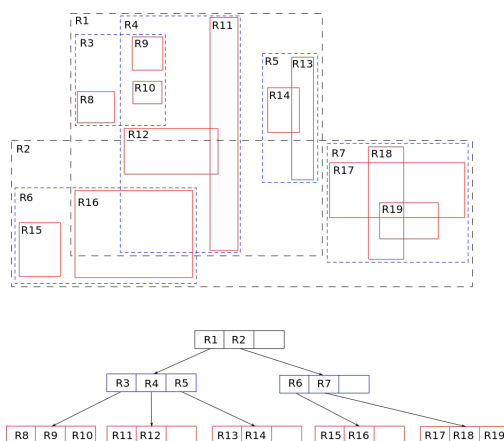 R1
R4
R11
R3
R9
R5
R13
R10
R14
R8
R12
R2
R7
R18
R17
R6
R16
R19
R15
R1 R2
R3 R4 R5
R6 R7
R8 R9 R10
R11 R12
R13 R14
R15 R16
R17 R18 R19